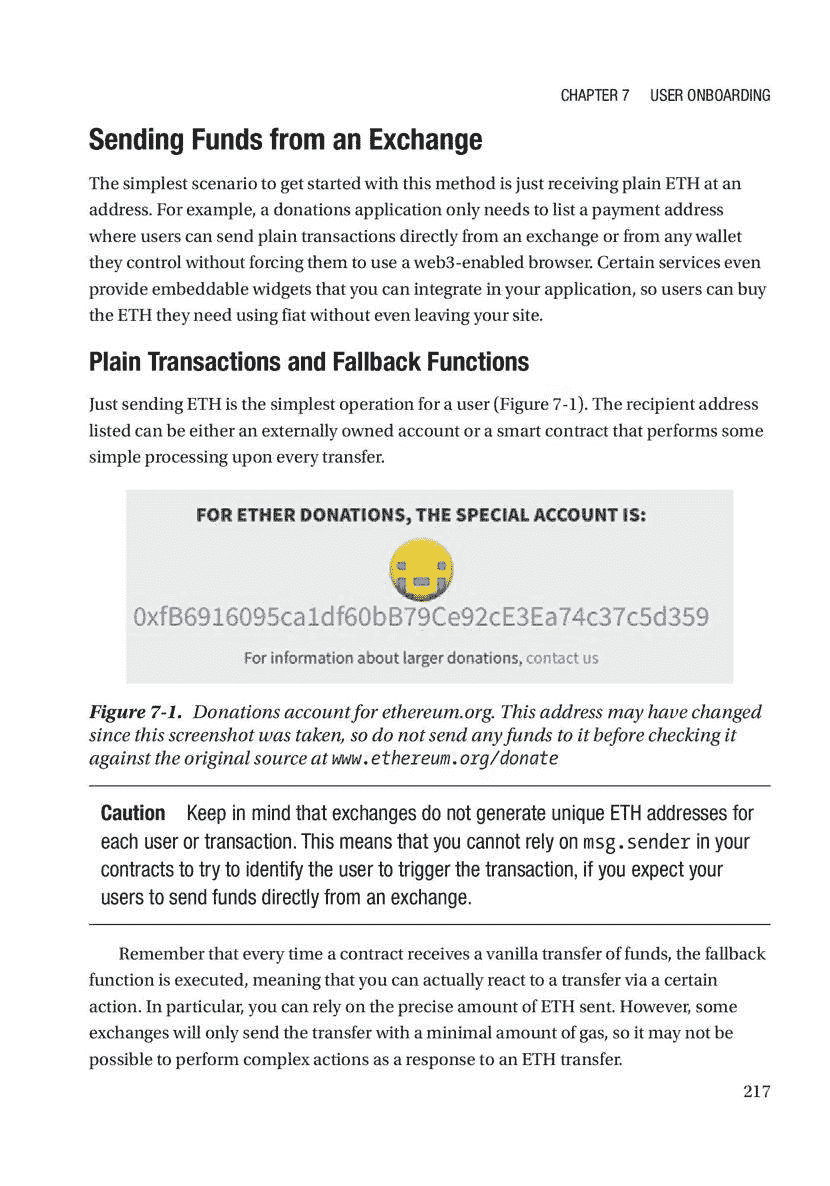 CHAPTER 7 USER ONBOARDING
Sending Funds from an Exchange
The simplest scenario to get started with this method is just receiving plain ETH at an
address. For example, a donations application only needs to list a payment address
where users can send plain transactions directly from an exchange or from any wallet
they control without forcing them to use a web3-enabled browser. Certain services even
provide embeddable widgets that you can integrate in your application, so users can buy
the ETH they need using fiat without even leaving your site.
Plain Transactions and Fallback Functions
Just sending ETH is the simplest operation for a user (Figure 7-1). The recipient address
listed can be either an externally owned account or a smart contract that performs some
simple processing upon every transfer.
FOR ETHER DONATIONS, THE SPECIAL ACCOUNT IS:
0xfB6916095ca1df60bB79Ce92cE3Ea74c37c5d359
For information about larger donations, contact us
Figure 7-1. Donations account for ethereum.org. This address may have changed
since this screenshot was taken, so do not send any funds to it before checking it
against the original source at www.ethereum.org/donate
Caution Keep in mind that exchanges do not generate unique ETH addresses for
each user or transaction. This means that you cannot rely on msg.sender in your
contracts to try to identify the user to trigger the transaction, if you expect your
users to send funds directly from an exchange.
Remember that every time a contract receives a vanilla transfer of funds, the fallback
function is executed, meaning that you can actually react to a transfer via a certain
action. In particular, you can rely on the precise amount of ETH sent. However, some
exchanges will only send the transfer with a minimal amount of gas, so it may not be
possible to perform complex actions as a response to an ETH transfer.
217